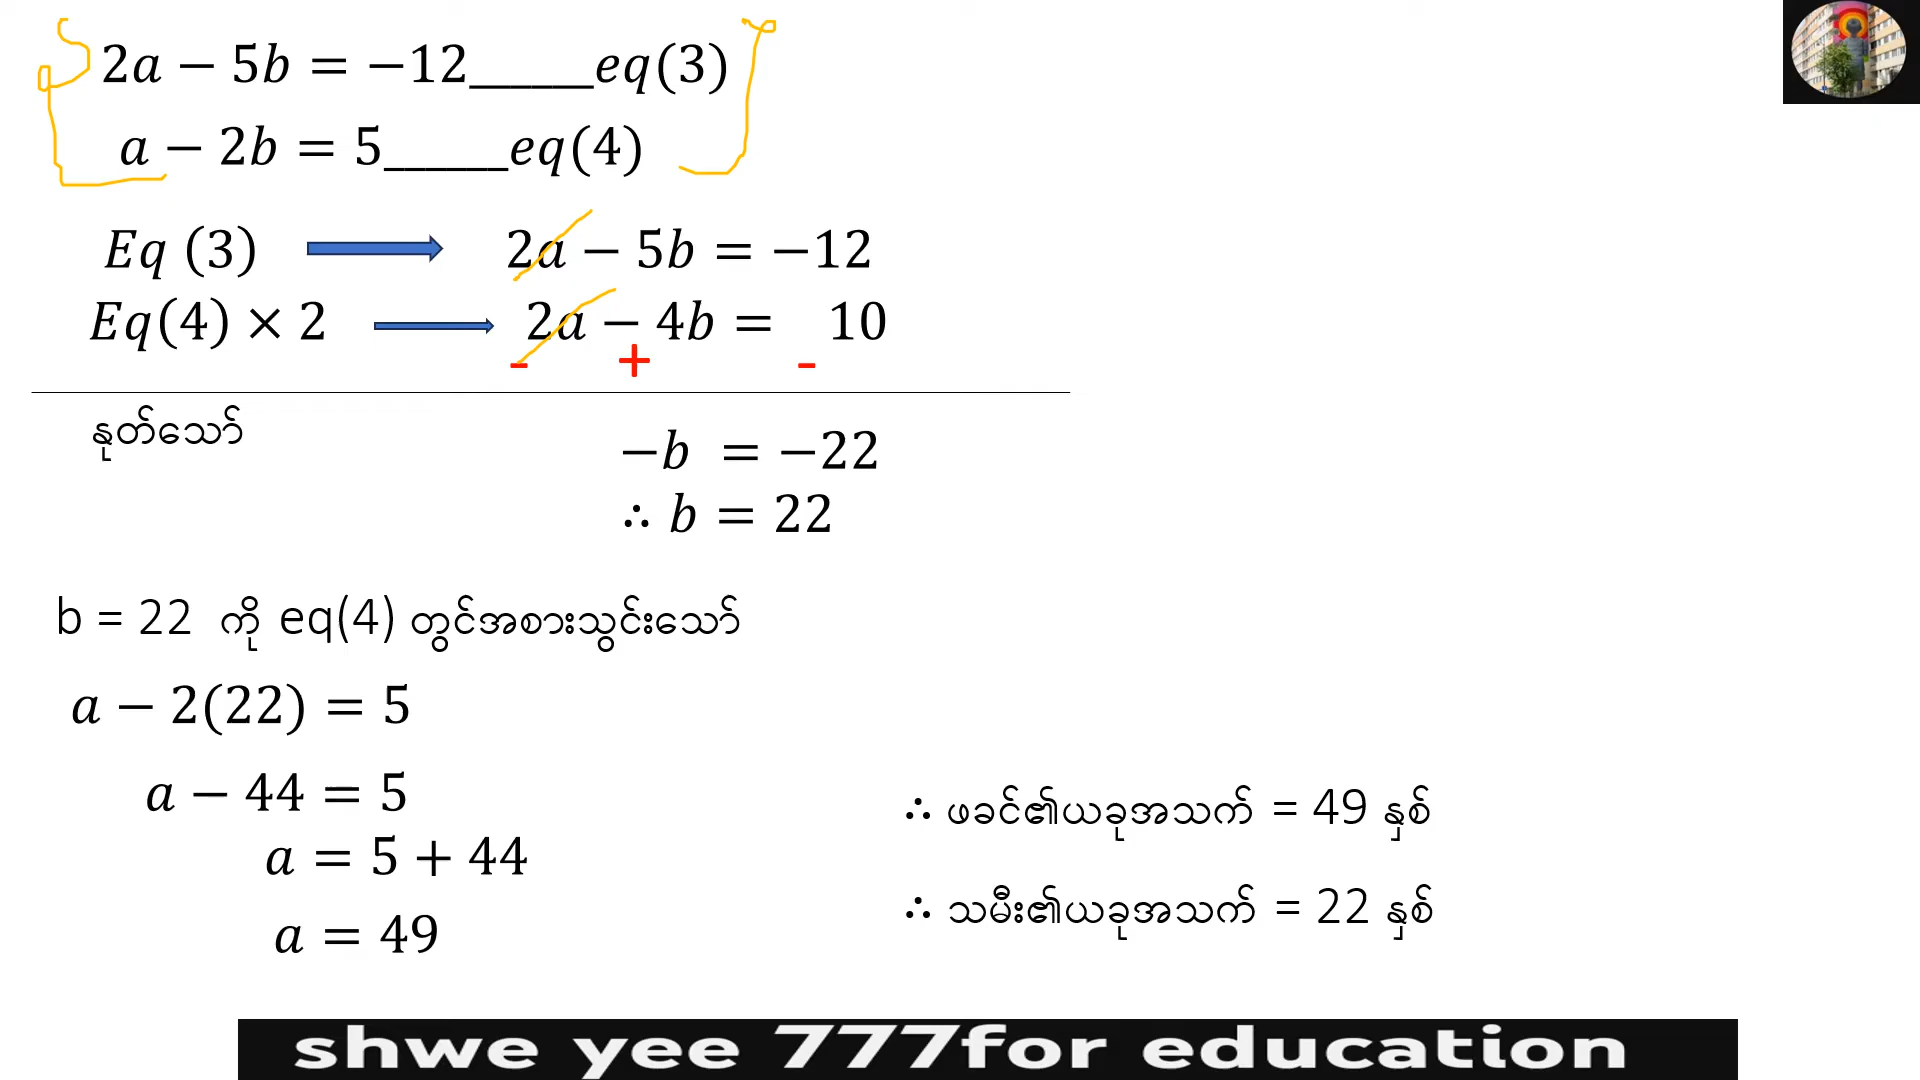 2a − 5b = −12______eq(3)
a − 2b = 5______eq(4)
Eq (3) 2a − 5b = −12
Eq(4) × 2 2a − 4b = 10
- + -
နုတ်သော်
−b = −22
∴ b = 22
b = 22 ကို eq(4) တွင်အစားသွင်းသော်
a − 2(22) = 5
a − 44 = 5
a = 5 + 44
a = 49
∴ ဖခင်၏ယခုအသက် = 49 နှစ်
∴ သမီး၏ယခုအသက် = 22 နှစ်
shwe yee 777for education